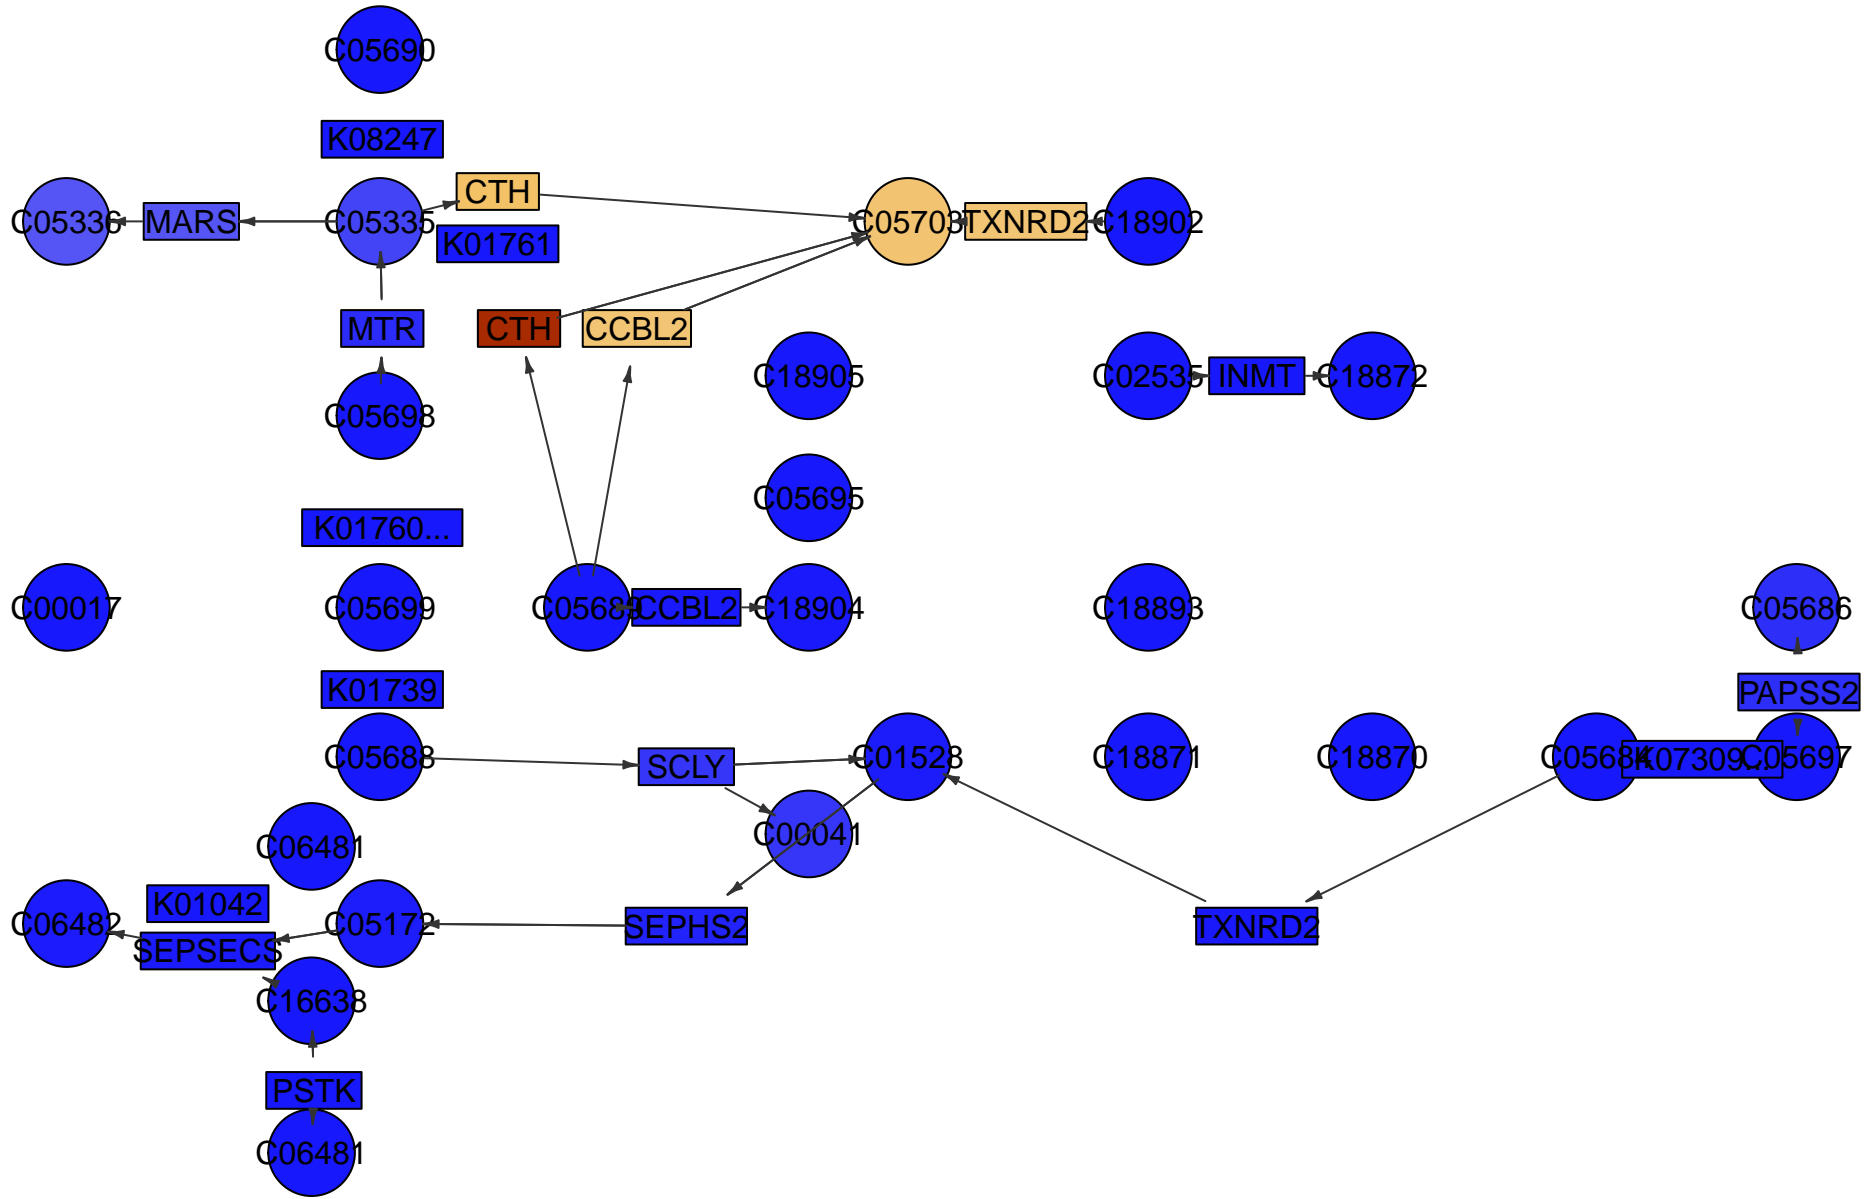 C05690
K08247
CTH
C05336
MARS
C05335
C05703
TXNRD2
C18902
K01761
MTR
CTH
CCBL2
C18905
C02535
INMT
C18872
C05698
C05695
K01760...
C00017
C05699
C05689
CCBL2
C18904
C18893
C05686
K01739
PAPSS2
C05688
SCLY
C01528
C18871
C18870
C05684
K07309...
C05697
C00041
C06481
K01042
C06482
C05172
SEPHS2
TXNRD2
SEPSECS
C16638
PSTK
C06481